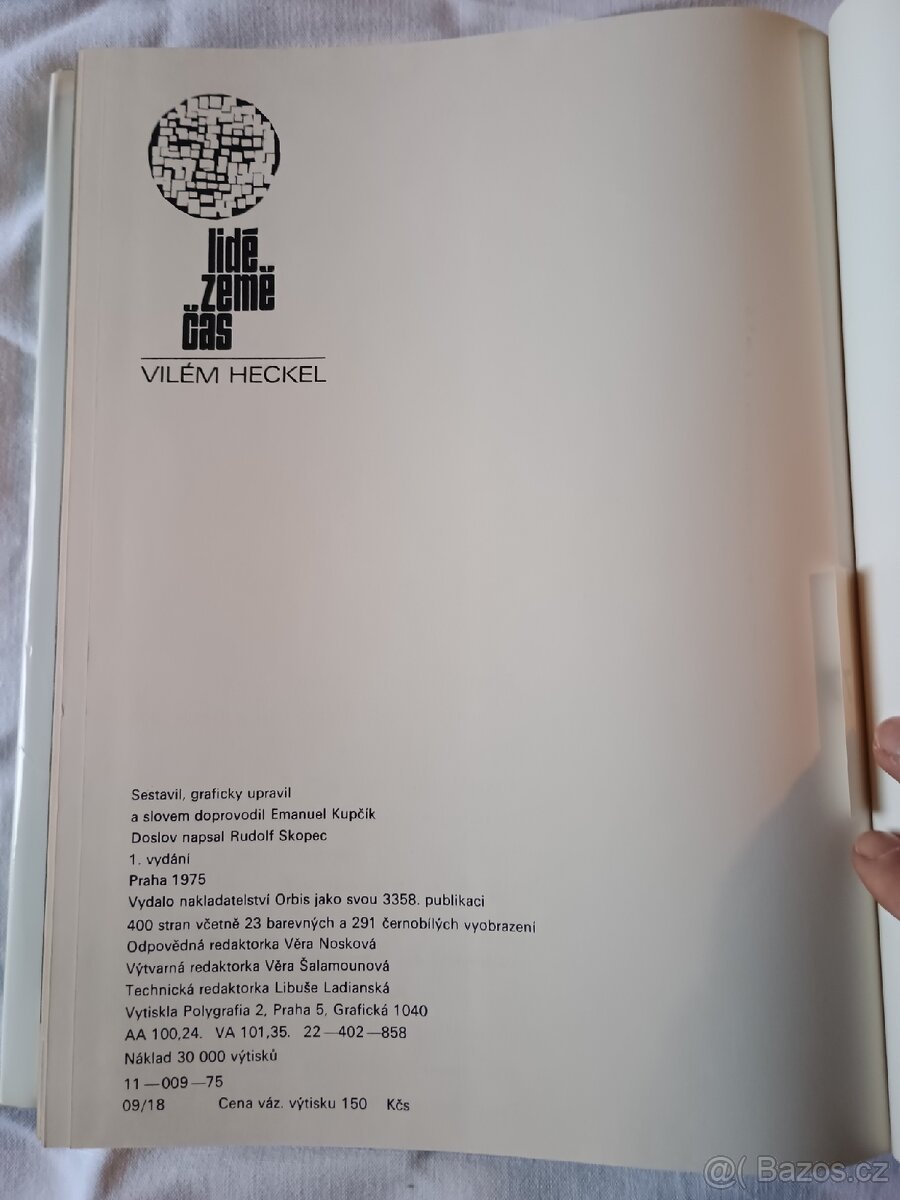 lidé
země
čas
VILÉM HECKEL
Sestavil, graficky upravil
a slovem doprovodil Emanuel Kupčík
Doslov napsal Rudolf Skopec
1. vydání
Praha 1975
Vydalo nakladatelství Orbis jako svou 3358. publikaci
400 stran včetně 23 barevných a 291 černobílých vyobrazení
Odpovědná redaktorka Věra Nosková
Výtvarná redaktorka Věra Šalamounová
Technická redaktorka Libuše Ladianská
Vytiskla Polygrafia 2, Praha 5, Grafická 1040
AA 100,24. VA 101,35. 22—402—858
Náklad 30 000 výtisků
11—009—75
09/18 Cena váz. výtisku 150 Kčs
@( Bazos.cz